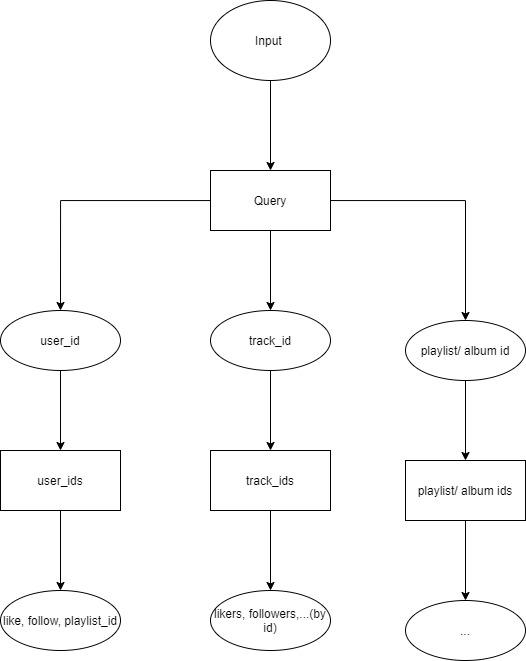 Input
Query
user_id
track_id
playlist/ album id
user_ids
track_ids
playlist/ album ids
like, follow, playlist_id
likers, followers,...(by
id)
...